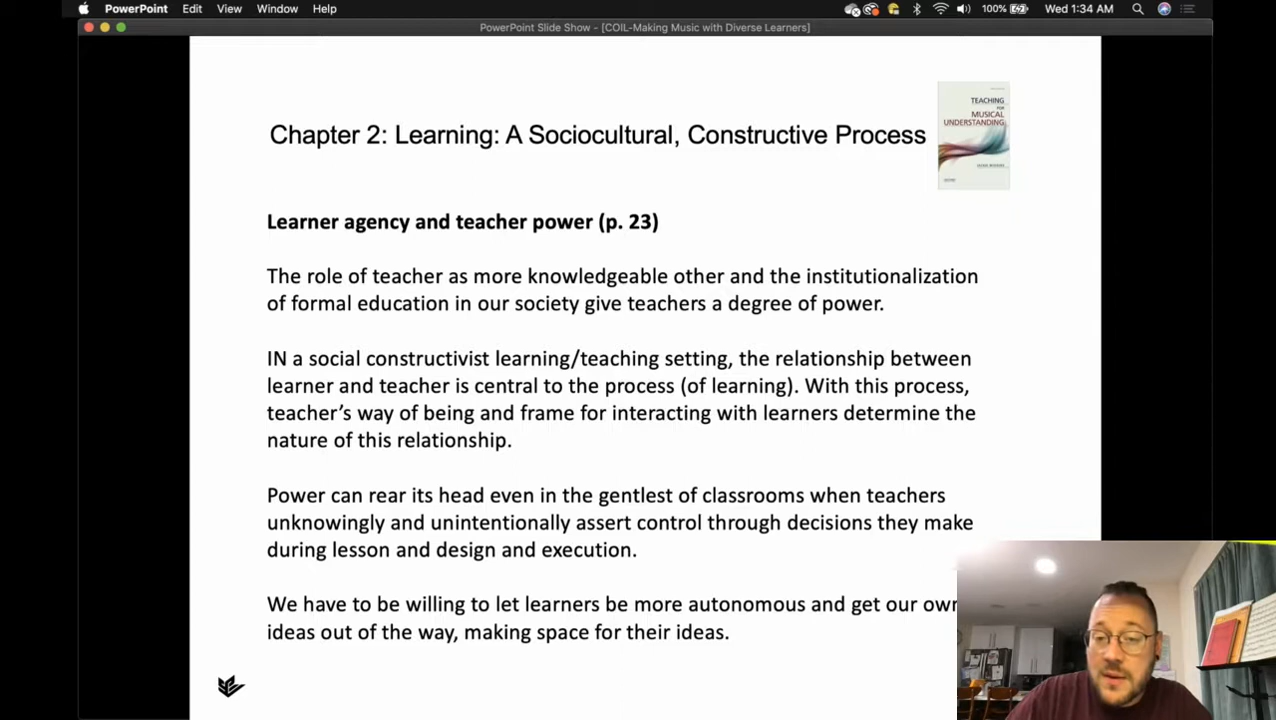 PowerPoint Edit View Window Help 100% Wed 1:34 AM
PowerPoint Slide Show - [COIL-Making Music with Diverse Learners]
Chapter 2: Learning: A Sociocultural, Constructive Process
TEACHING
FOR
MUSICAL
UNDERSTANDING
Learner agency and teacher power (p. 23)
The role of teacher as more knowledgeable other and the institutionalization
of formal education in our society give teachers a degree of power.
IN a social constructivist learning/teaching setting, the relationship between
learner and teacher is central to the process (of learning). With this process,
teacher’s way of being and frame for interacting with learners determine the
nature of this relationship.
Power can rear its head even in the gentlest of classrooms when teachers
unknowingly and unintentionally assert control through decisions they make
during lesson and design and execution.
We have to be willing to let learners be more autonomous and get our own
ideas out of the way, making space for their ideas.